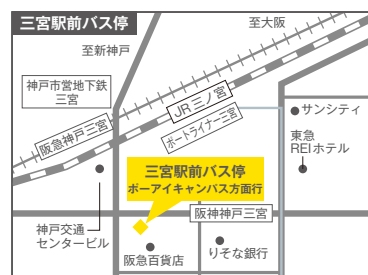 三宮駅前バス停
至大阪
至新神戸
神戸市営地下鉄
三宮
JR三ノ宮
サンシティ
阪急神戸三宮
ポートライナー三宮
東急
REIホテル
三宮駅前バス停
ポーアイキャンパス方面行
阪神神戸三宮
神戸交通
センタービル
阪急百貨店
りそな銀行